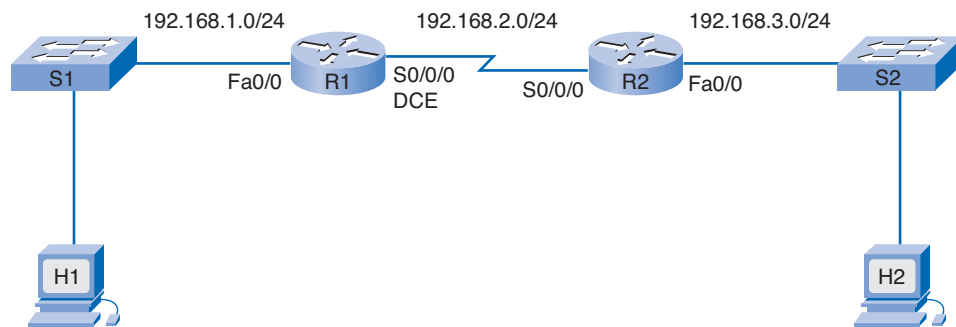 192.168.1.0/24
192.168.2.0/24
192.168.3.0/24
S1
Fa0/0
R1
S0/0/0
DCE
S0/0/0
R2
Fa0/0
S2
H1
H2